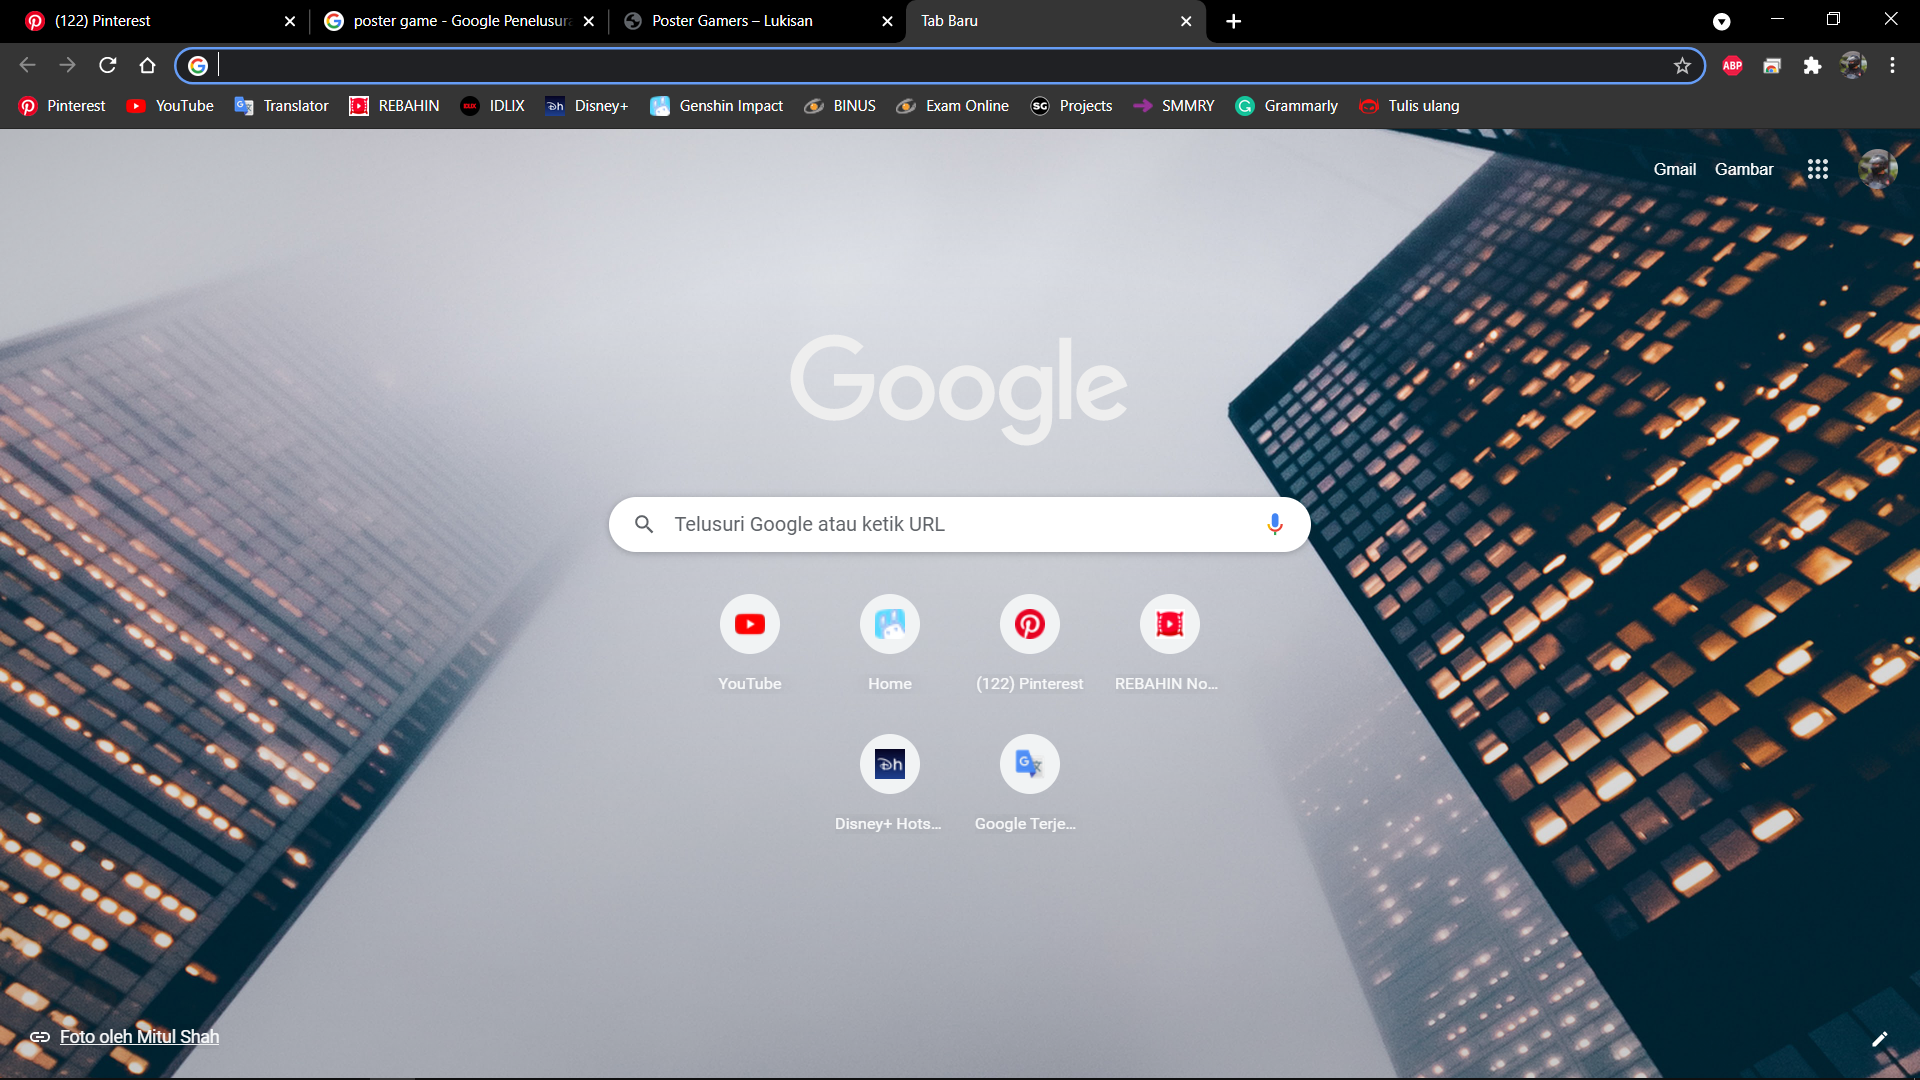 (122) Pinterest
poster game - Google Penelusur
Poster Gamers – Lukisan
Tab Baru
ABP
Pinterest
YouTube
Translator
REBAHIN
IDLIX
Disney+
Genshin Impact
BINUS
Exam Online
Projects
SMMRY
Grammarly
Tulis ulang
Gmail
Gambar
Google
Telusuri Google atau ketik URL
YouTube
Home
(122) Pinterest
REBAHIN No...
Disney+ Hots...
Google Terje...
Foto oleh Mitul Shah